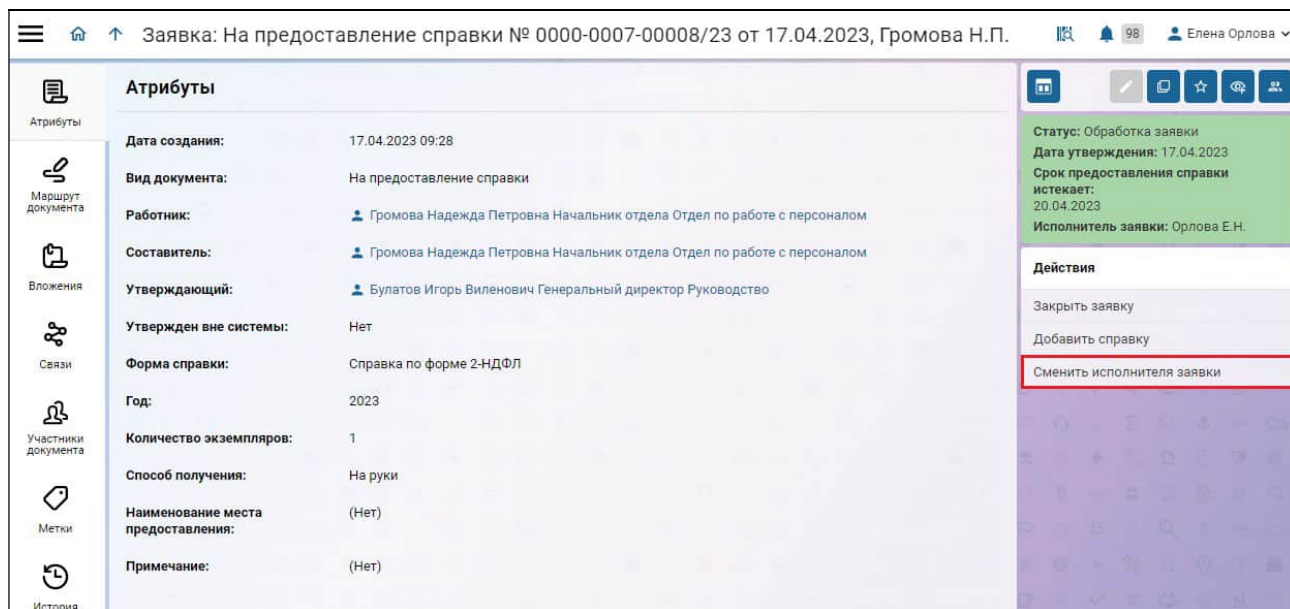 Заявка: На предоставление справки № 0000-0007-00008/23 от 17.04.2023, Громова Н.П.
98
Елена Орлова
Атрибуты
Маршрут
документа
Вложения
Связи
Участники
документа
Метки
История
Атрибуты
Дата создания: 17.04.2023 09:28
Вид документа: На предоставление справки
Работник: Громова Надежда Петровна Начальник отдела Отдел по работе с персоналом
Составитель: Громова Надежда Петровна Начальник отдела Отдел по работе с персоналом
Утверждающий: Булатов Игорь Виленович Генеральный директор Руководство
Утвержден вне системы: Нет
Форма справки: Справка по форме 2-НДФЛ
Год: 2023
Количество экземпляров: 1
Способ получения: На руки
Наименование места (Нет)
предоставления:
Примечание: (Нет)
Статус: Обработка заявки
Дата утверждения: 17.04.2023
Срок предоставления справки
истекает:
20.04.2023
Исполнитель заявки: Орлова Е.Н.
Действия
Закрыть заявку
Добавить справку
Сменить исполнителя заявки